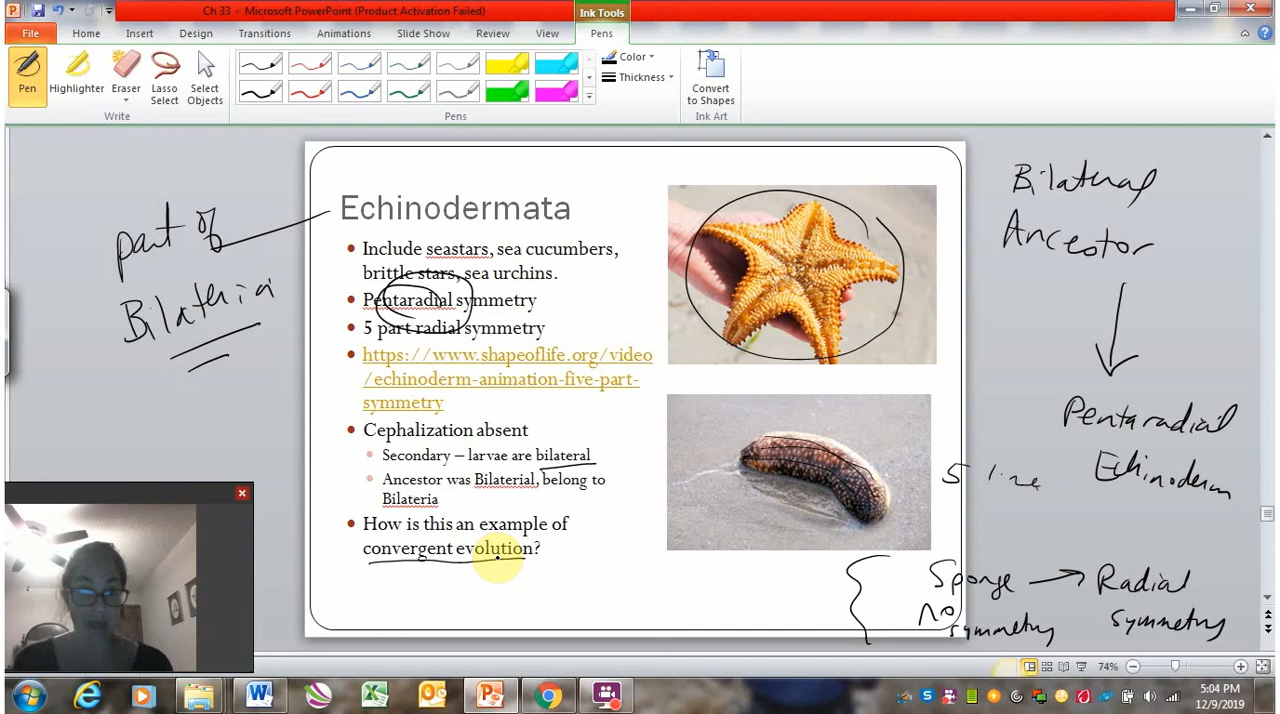 Ch 33 - Microsoft PowerPoint (Product Activation Failed)
Ink Tools
File
Home
Insert
Design
Transitions
Animations
Slide Show
Review
View
Pens
Pen
Highlighter
Eraser
Lasso
Select
Select
Objects
Color
Thickness
Convert
to Shapes
Write
Pens
Ink Art
part of
Bilateria
Echinodermata
Include seastars, sea cucumbers,
brittle stars, sea urchins.
Pentaradial symmetry
5 part radial symmetry
https://www.shapeoflife.org/video
/echinoderm-animation-five-part-
symmetry
Cephalization absent
Secondary – larvae are bilateral
Ancestor was Bilaterial, belong to
Bilateria
How is this an example of
convergent evolution?
Bilateral
Ancestor
Pentaradial
Echinoderm
5 line
Sponge → Radial
no symmetry
symmetry
74%
5:04 PM
12/9/2019